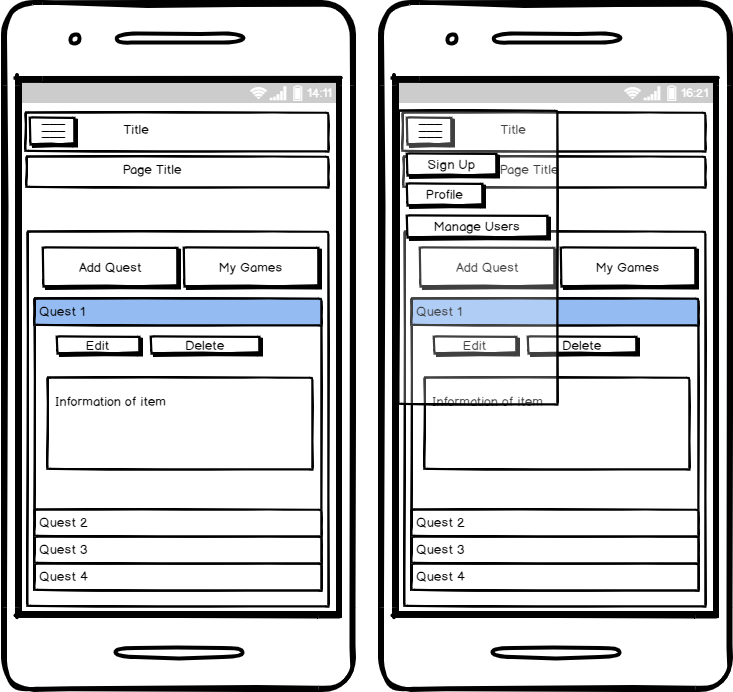 14:11
Title
Page Title
Add Quest My Games
Quest 1
Edit Delete
Information of item
Quest 2
Quest 3
Quest 4
16:21
Title
Sign Up Page Title
Profile
Manage Users
Add Quest My Games
Quest 1
Edit Delete
Information of item
Quest 2
Quest 3
Quest 4